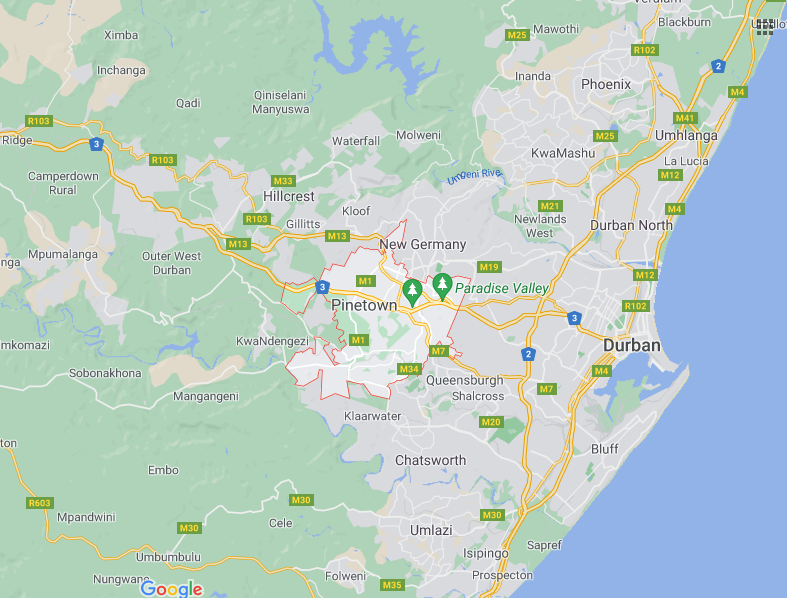 Verulam
Blackburn
Mawothi
M25
Ximba
R102
2
Inchanga
Inanda
Phoenix
M4
Qiniselani
Manyuswa
Qadi
M41
R103
Molweni
M25
Umhlanga
Waterfall
Ridge
3
KwaMashu
La Lucia
R103
Umgeni Rive
M12
Camperdown
Rural
M33
Hillcrest
M21
M4
Kloof
R103
Gillitts
Newlands
West
Durban North
M13
M13
New Germany
Mpumalanga
Outer West
Durban
nga
M19
M12
M1
3
Paradise Valley
Pinetown
R102
3
mkomazi
KwaNdengezi
M1
M7
2
Durban
Sobonakhona
M34
M4
Queensburgh
M7
Mangangeni
Shalcross
Klaarwater
M20
ton
Chatsworth
Bluff
Embo
R603
M30
Mpandwini
M30
Cele
M30
Umlazi
Sapref
Umbumbulu
Isipingo
Folweni
Prospecton
Nungwane
M35
Google